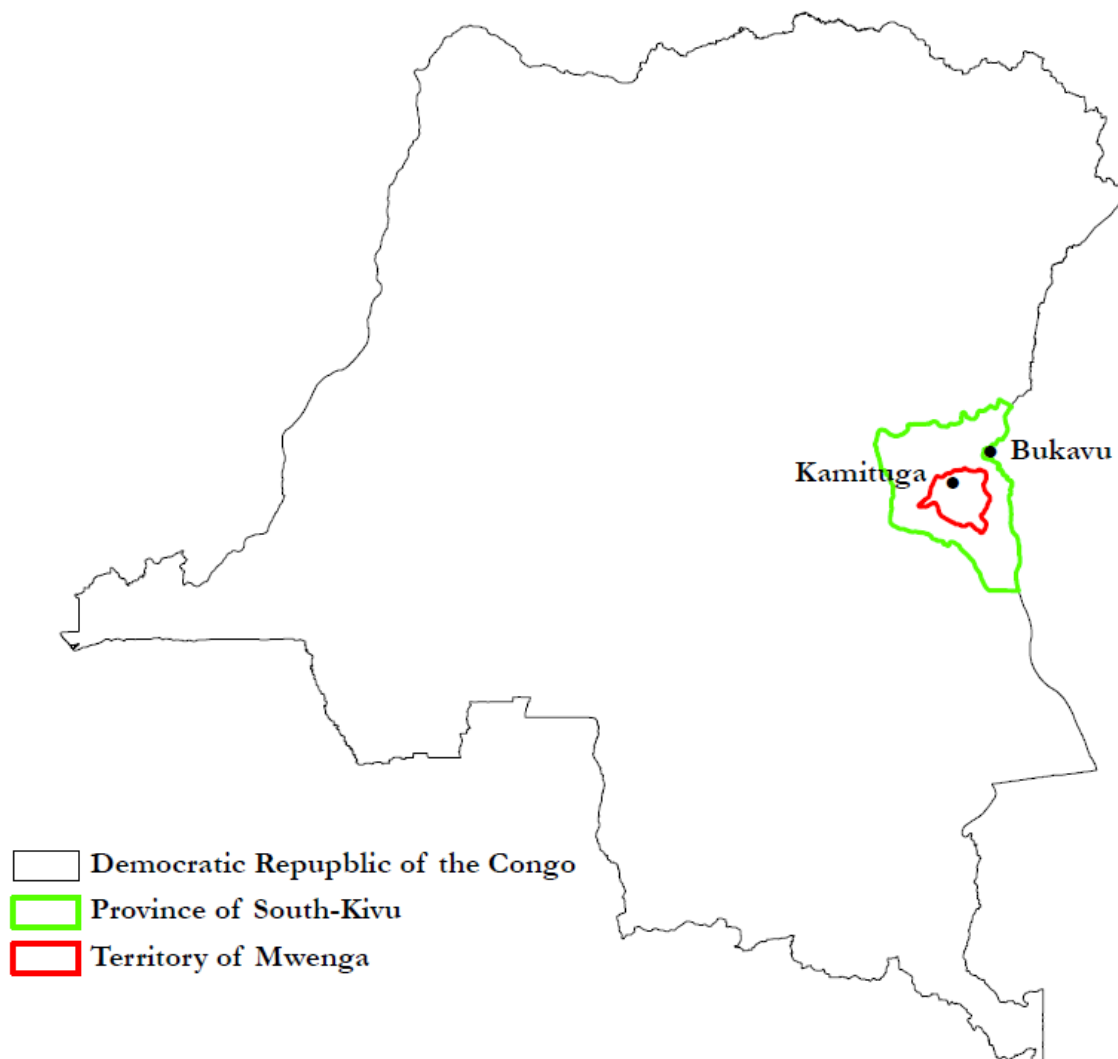 Bukavu
Kamituga
Democratic Repupblic of the Congo
Province of South-Kivu
Territory of Mwenga